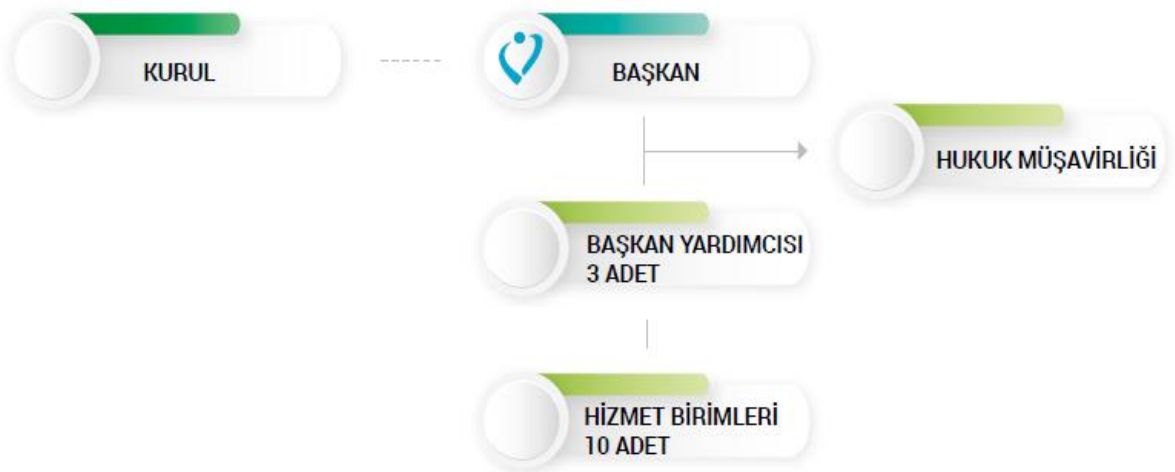 KURUL
BAŞKAN
HUKUK MÜŞAVİRLİĞİ
BAŞKAN YARDIMCISI
3 ADET
HİZMET BİRİMLERİ
10 ADET